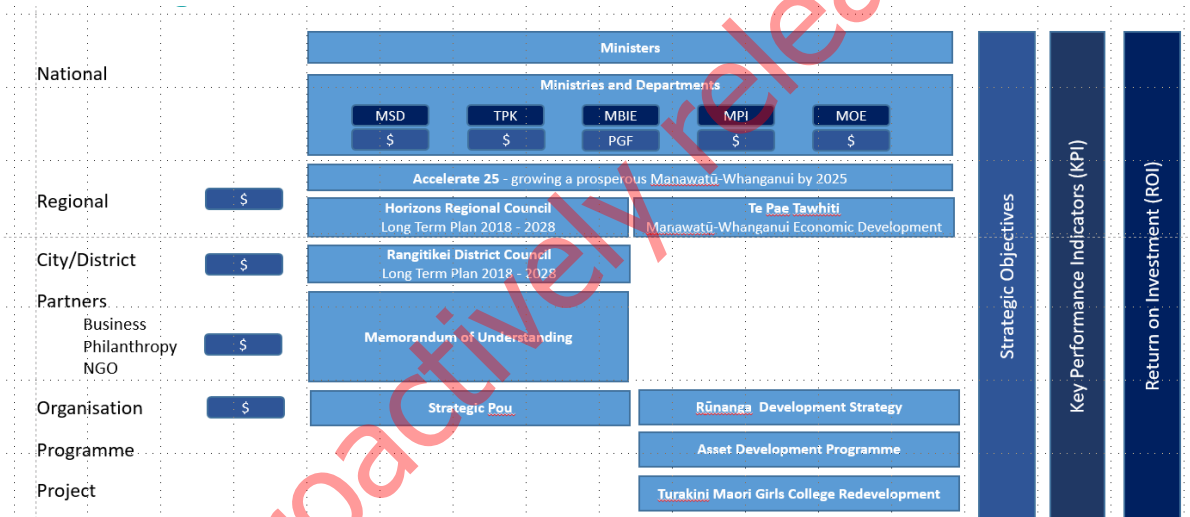 National
Ministers
Ministries and Departments
MSD
TPK
MBIE
MPI
MOE
$
$
PGF
$
$
Regional
$
Accelerate 25 - growing a prosperous Manawatū-Whanganui by 2025
Horizons Regional Council
Long Term Plan 2018 - 2028
Te Pae Tawhiti
Manawatū-Whanganui Economic Development
City/District
$
Rangitikei District Council
Long Term Plan 2018 - 2028
Partners
Business
Philanthropy
NGO
$
Memorandum of Understanding
Organisation
$
Strategic Pou
Rūnanga Development Strategy
Programme
Asset Development Programme
Project
Turakini Maori Girls College Redevelopment
Strategic Objectives
Key Performance Indicators (KPI)
Return on Investment (ROI)
oactively relea